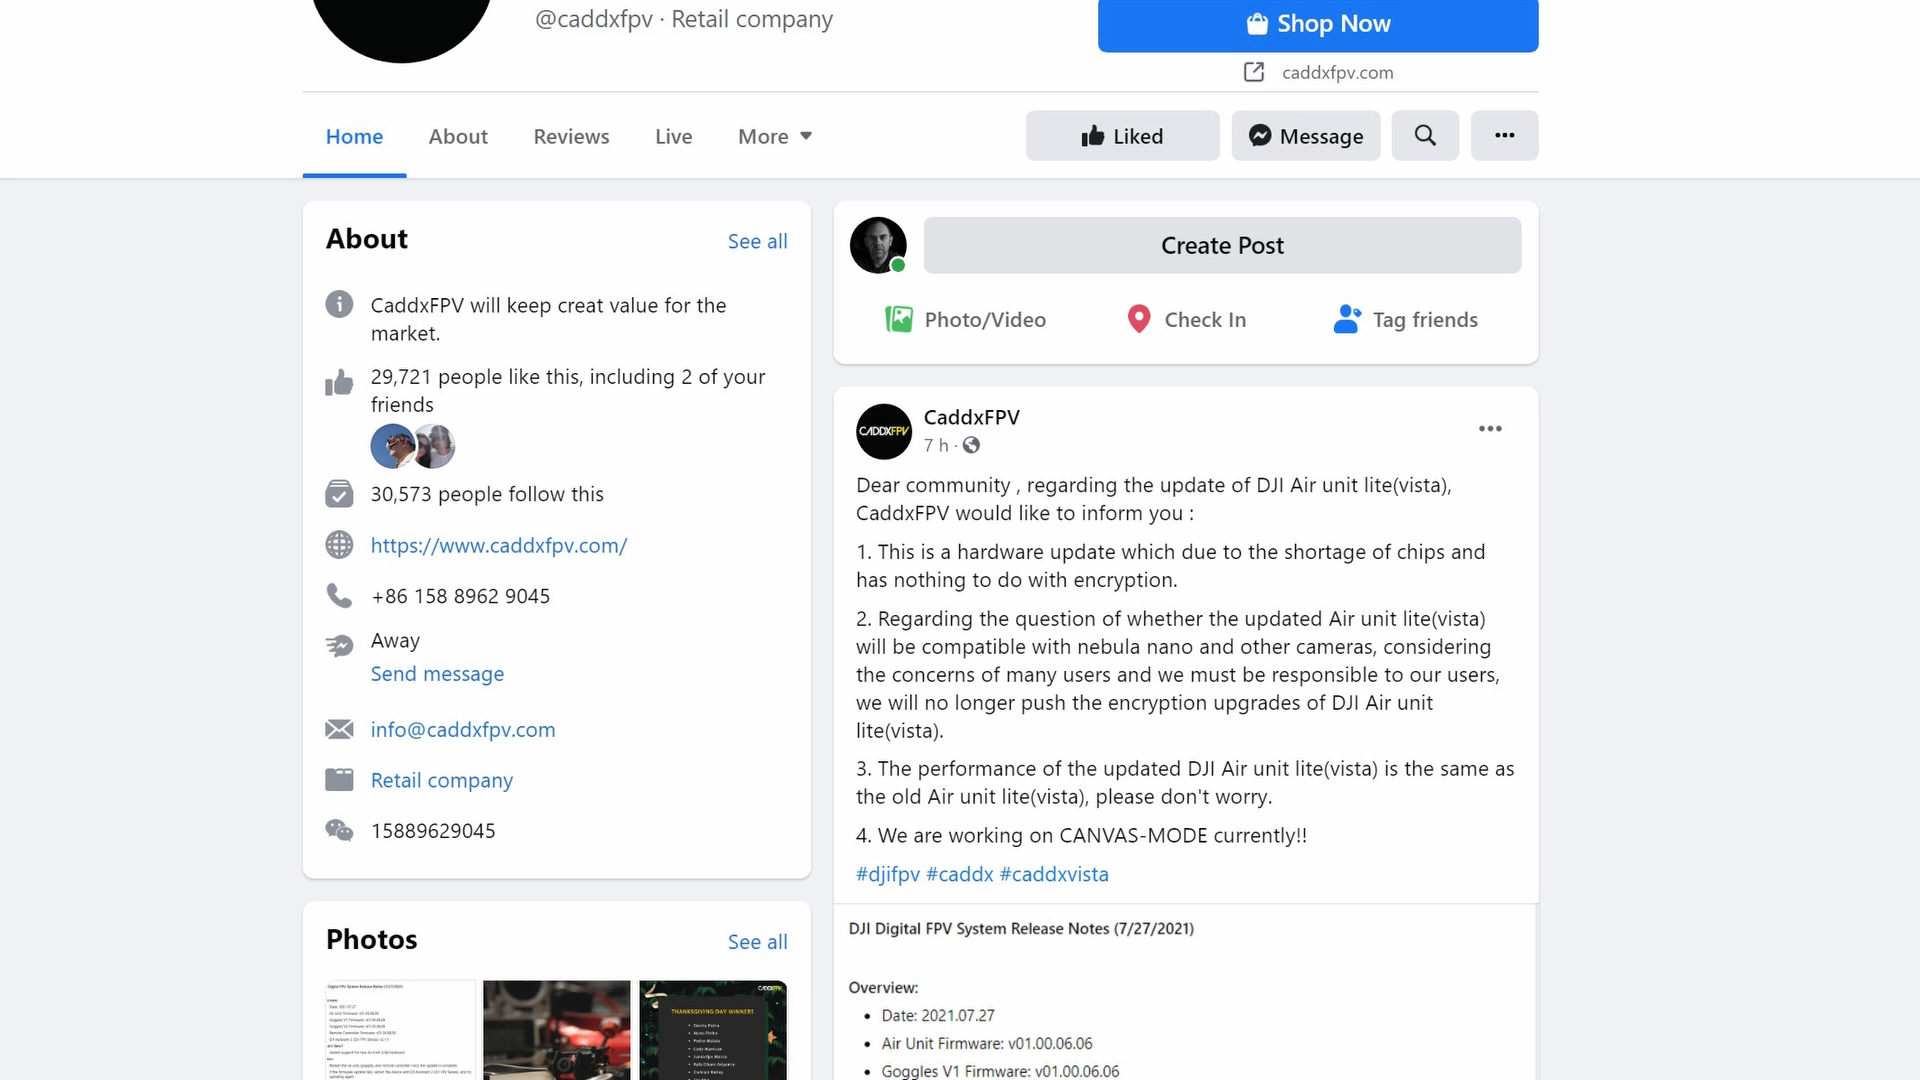 @caddxfpv · Retail company
Shop Now
caddxfpv.com
Home
About
Reviews
Live
More
Liked
Message
About
See all
CaddxFPV will keep creat value for the
market.
29,721 people like this, including 2 of your
friends
30,573 people follow this
https://www.caddxfpv.com/
+86 158 8962 9045
Away
Send message
info@caddxfpv.com
Retail company
15889629045
Photos
See all
THANKSGIVING DAY WINNERS
Create Post
Photo/Video
Check In
Tag friends
CADDXFPV
CaddxFPV
7 h ·
Dear community , regarding the update of DJI Air unit lite(vista),
CaddxFPV would like to inform you :
1. This is a hardware update which due to the shortage of chips and
has nothing to do with encryption.
2. Regarding the question of whether the updated Air unit lite(vista)
will be compatible with nebula nano and other cameras, considering
the concerns of many users and we must be responsible to our users,
we will no longer push the encryption upgrades of DJI Air unit
lite(vista).
3. The performance of the updated DJI Air unit lite(vista) is the same as
the old Air unit lite(vista), please don't worry.
4. We are working on CANVAS-MODE currently!!
#djifpv #caddx #caddxvista
DJI Digital FPV System Release Notes (7/27/2021)
Overview:
• Date: 2021.07.27
• Air Unit Firmware: v01.00.06.06
• Goggles V1 Firmware: v01.00.06.06